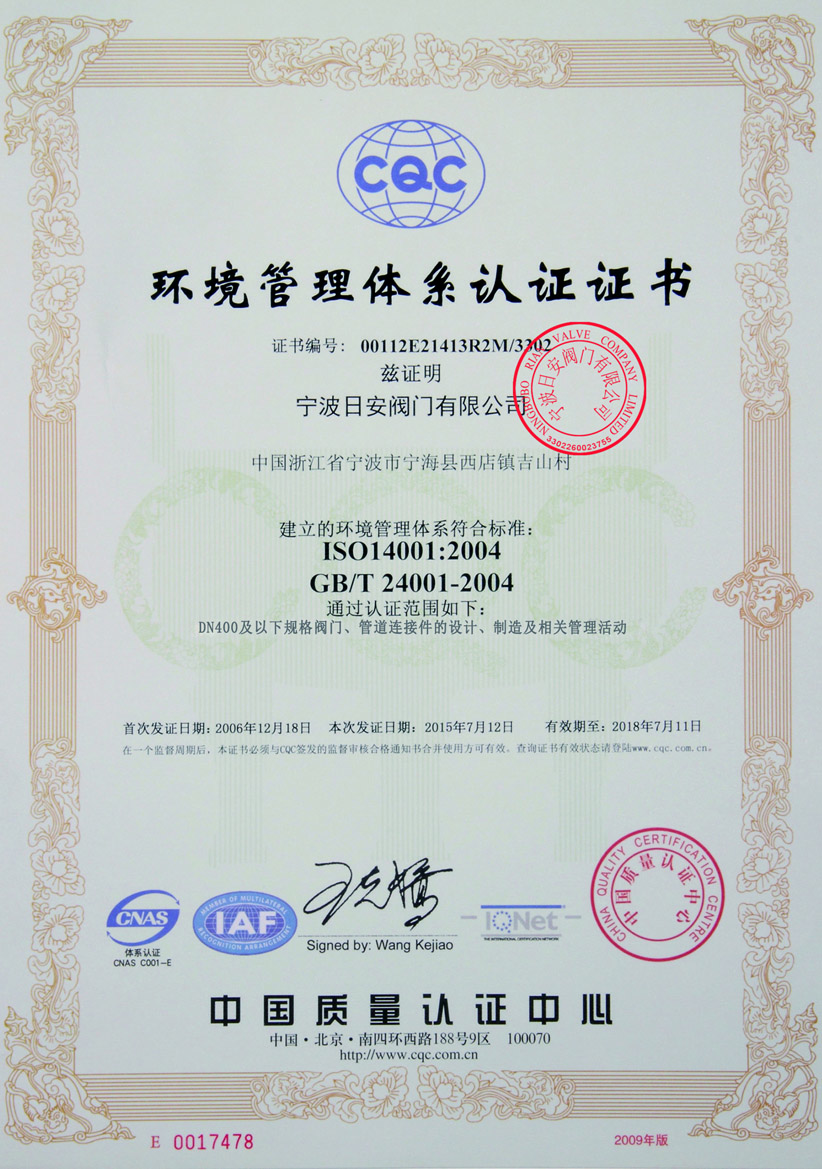 CQC
环境管理体系认证证书
证书编号: 00112E21413R2M/3302
兹证明
宁波日安阀门有限公司
NINGBO RIAN VALVE COMPANY LIMITED
宁波日安阀门有限公司
3302260023755
中国浙江省宁波市宁海县西店镇吉山村
建立的环境管理体系符合标准:
ISO14001:2004
GB/T 24001-2004
通过认证范围如下:
DN400及以下规格阀门、管道连接件的设计、制造及相关管理活动
首次发证日期: 2006年12月18日 本次发证日期: 2015年7月12日 有效期至: 2018年7月11日
在一个监督周期后，本证书必须与CQC签发的监督审核合格通知书合并使用方可有效。查询证书有效状态请登陆www.cqc.com.cn。
CNAS
体系认证
CNAS C001-E
MEMBER OF MULTILATERAL
IAF
RECOGNITION ARRANGEMENT
Signed by: Wang Kejiao
IQNet
THE INTERNATIONAL CERTIFICATION NETWORK
CHINA QUALITY CERTIFICATION CENTRE
中国质量认证中心
中国质量认证中心
中国·北京·南四环西路188号9区 100070
http://www.cqc.com.cn
E 0017478
2009年版